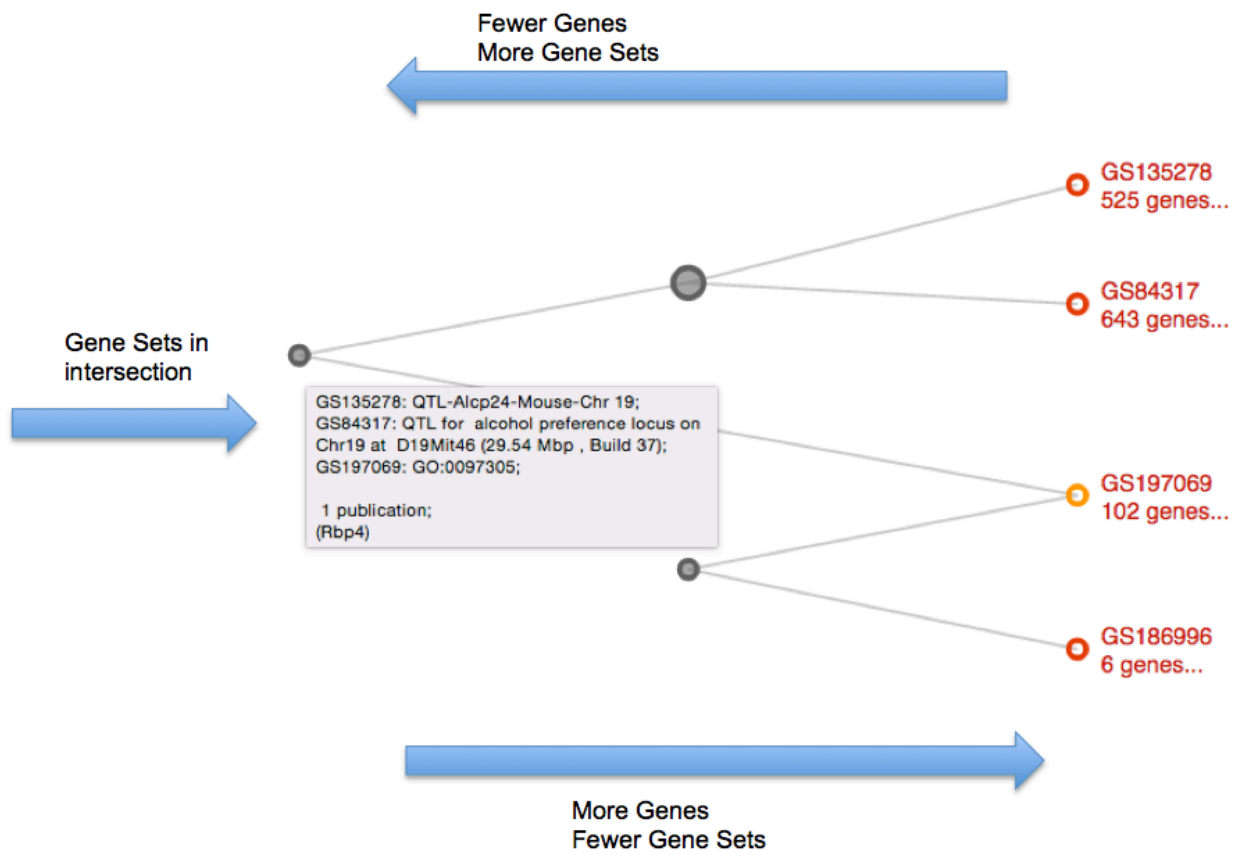 Fewer Genes
More Gene Sets
GS135278
525 genes...
GS84317
643 genes...
Gene Sets in
intersection
GS135278: QTL-Alcp24-Mouse-Chr 19;
GS84317: QTL for alcohol preference locus on
Chr19 at D19Mit46 (29.54 Mbp , Build 37);
GS197069: GO:0097305;
1 publication;
(Rbp4)
GS197069
102 genes...
GS186996
6 genes...
More Genes
Fewer Gene Sets